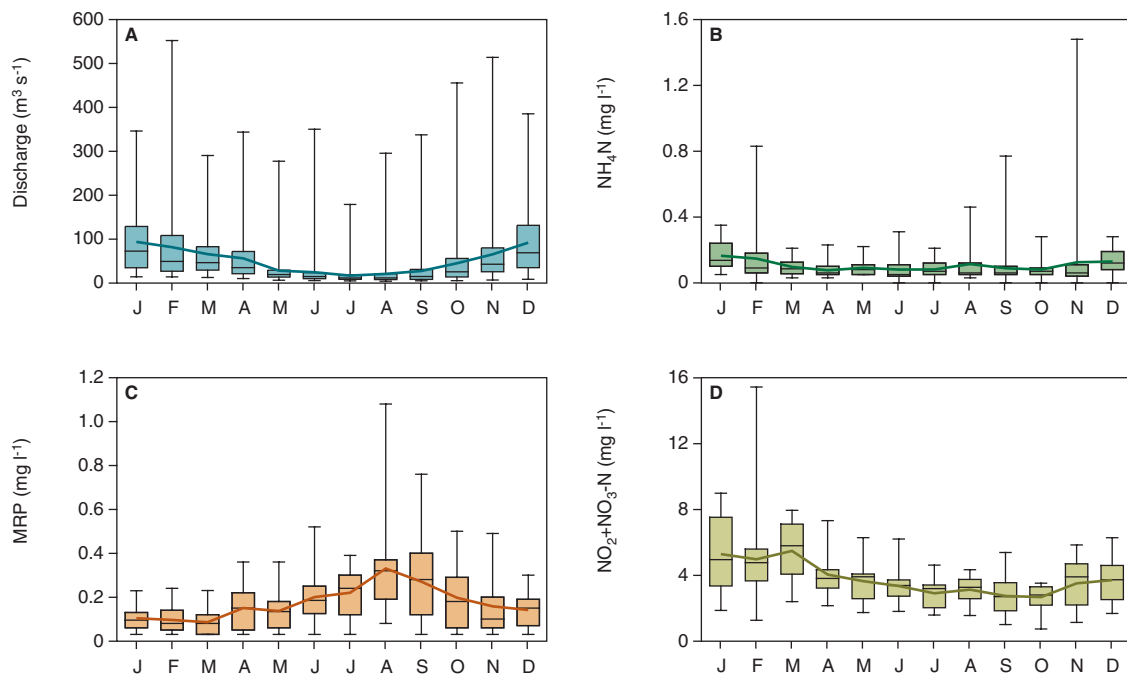 A
Discharge (m³ s⁻¹)
600
500
400
300
200
100
0
J F M A M J J A S O N D
B
NH₄N (mg l⁻¹)
1.6
1.2
0.8
0.4
0
J F M A M J J A S O N D
C
MRP (mg l⁻¹)
1.2
1.0
0.8
0.6
0.4
0.2
0
J F M A M J J A S O N D
D
NO₂+NO₃-N (mg l⁻¹)
16
12
8
4
0
J F M A M J J A S O N D